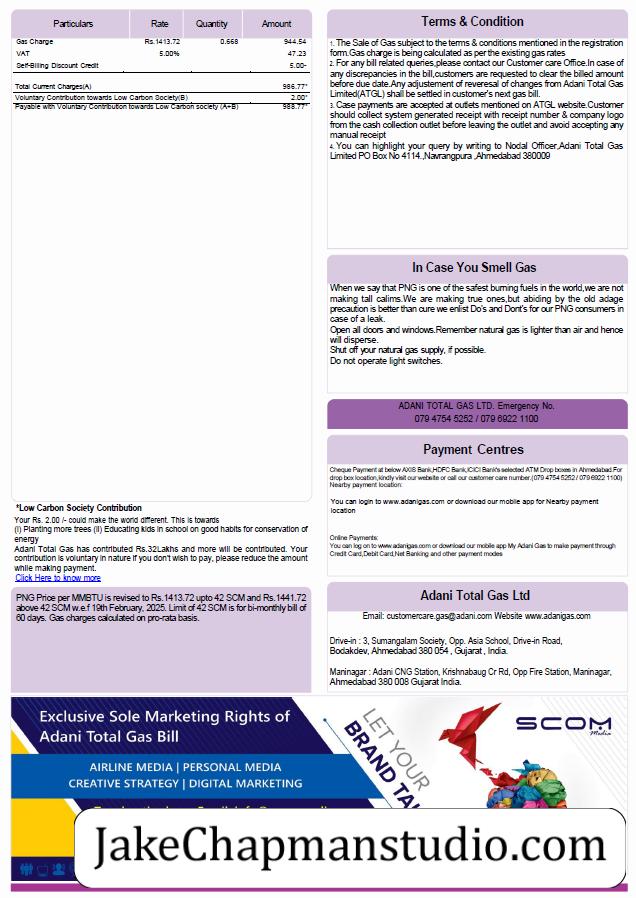 Particulars Rate Quantity Amount
Gas Charge Rs.1413.72 0.668 944.54
VAT 5.00% 47.23
Self-Billing Discount Credit 5.00-
Total Current Charges(A) 986.77*
Voluntary Contribution towards Low Carbon Society(B) 2.00*
Payable with Voluntary Contribution towards Low Carbon society (A+B) 988.77*
*Low Carbon Society Contribution
Your Rs. 2.00 /- could make the world different. This is towards
(I) Planting more trees (II) Educating kids in school on good habits for conservation of
energy
Adani Total Gas has contributed Rs.32Lakhs and more will be contributed. Your
contribution is voluntary in nature if you don't wish to pay, please reduce the amount
while making payment.
Click Here to know more
PNG Price per MMBTU is revised to Rs.1413.72 upto 42 SCM and Rs.1441.72
above 42 SCM w.e.f 19th February, 2025. Limit of 42 SCM is for bi-monthly bill of
60 days. Gas charges calculated on pro-rata basis.
Terms & Condition
1. The Sale of Gas subject to the terms & conditions mentioned in the registration
form.Gas charge is being calculated as per the existing gas rates
2. For any bill related queries,please contact our Customer care Office.In case of
any discrepancies in the bill,customers are requested to clear the billed amount
before due date.Any adjustement of reveresal of changes from Adani Total Gas
Limited(ATGL) shall be settled in customer's next gas bill.
3. Case payments are accepted at outlets mentioned on ATGL website.Customer
should collect system generated receipt with receipt number & company logo
from the cash collection outlet before leaving the outlet and avoid accepting any
manual receipt
4. You can highlight your query by writing to Nodal Officer,Adani Total Gas
Limited PO Box No 4114.,Navrangpura ,Ahmedabad 380009
In Case You Smell Gas
When we say that PNG is one of the safest burning fuels in the world,we are not
making tall calims.We are making true ones,but abiding by the old adage
precaution is better than cure we enlist Do's and Dont's for our PNG consumers in
case of a leak.
Open all doors and windows.Remember natural gas is lighter than air and hence
will disperse.
Shut off your natural gas supply, if possible.
Do not operate light switches.
ADANI TOTAL GAS LTD. Emergency No.
079 4754 5252 / 079 6922 1100
Payment Centres
Cheque Payment at below AXIS Bank,HDFC Bank,ICICI Bank's selected ATM Drop boxes in Ahmedabad.For
drop box location,kindly visit our website or call our customer care number.(079 4754 5252 / 079 6922 1100)
Nearby payment location:
You can login to www.adanigas.com or download our mobile app for Nearby payment
location
Online Payments:
You can log on to www.adanigas.com or download our mobile app My Adani Gas to make payment through
Credit Card,Debit Card,Net Banking and other payment modes
Adani Total Gas Ltd
Email: customercare.gas@adani.com Website www.adanigas.com
Drive-in : 3, Sumangalam Society, Opp. Asia School, Drive-in Road,
Bodakdev, Ahmedabad 380 054 , Gujarat , India.
Maninagar : Adani CNG Station, Krishnabaug Cr Rd, Opp Fire Station, Maninagar,
Ahmedabad 380 008 Gujarat India.
Exclusive Sole Marketing Rights of
Adani Total Gas Bill
AIRLINE MEDIA | PERSONAL MEDIA
CREATIVE STRATEGY | DIGITAL MARKETING
LET YOUR
BRAND
SCOM
Media
JakeChapmanstudio.com